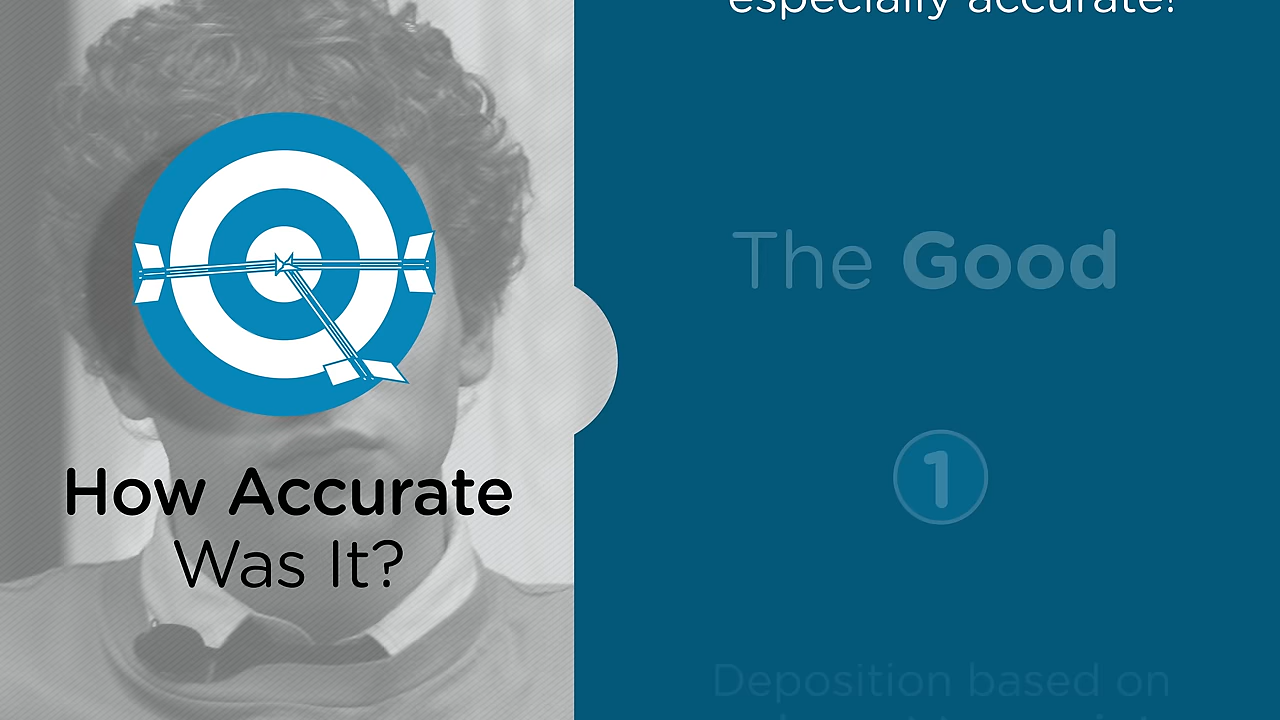 How Accurate
Was It?
especially accurate!
The Good
1
Deposition based on